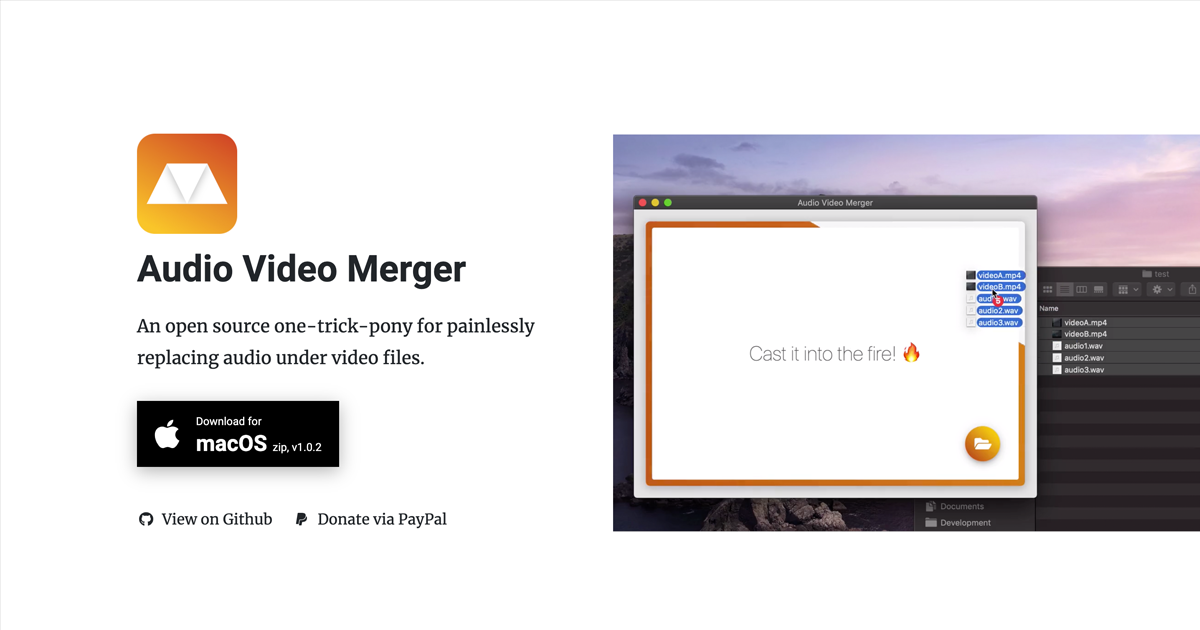 Audio Video Merger
An open source one-trick-pony for painlessly
replacing audio under video files.
Download for
macOS zip, v1.0.2
View on Github
Donate via PayPal
Audio Video Merger
videoA.mp4
videoB.mp4
audio2.wav
audio3.wav
5
Cast it into the fire! 🔥
test
Name
videoA.mp4
videoB.mp4
audio1.wav
audio2.wav
audio3.wav
Documents
Development